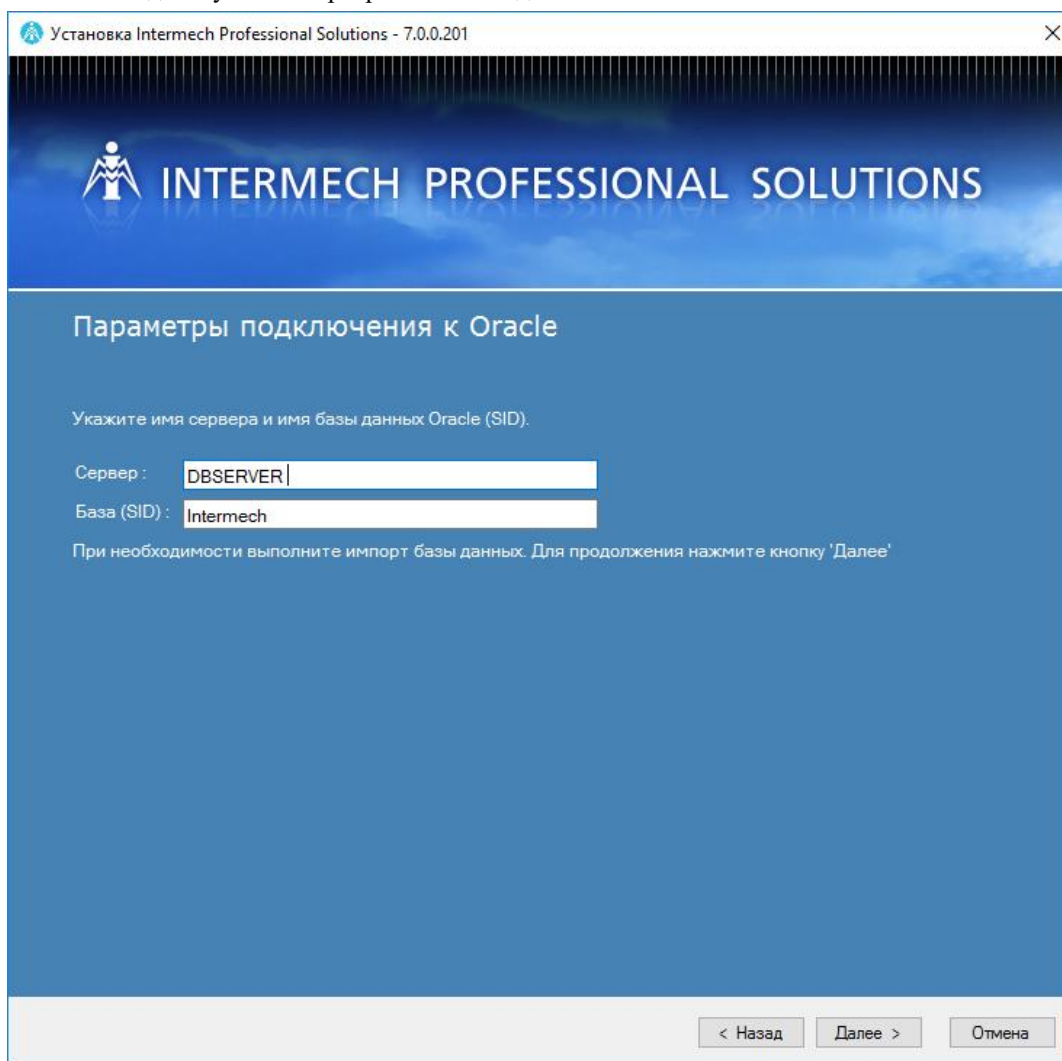 Установка Intermech Professional Solutions - 7.0.0.201
INTERMECH PROFESSIONAL SOLUTIONS
Параметры подключения к Oracle
Укажите имя сервера и имя базы данных Oracle (SID).
Сервер : DBSERVER
База (SID) : Intermech
При необходимости выполните импорт базы данных. Для продолжения нажмите кнопку 'Далее'
< Назад Далее > Отмена